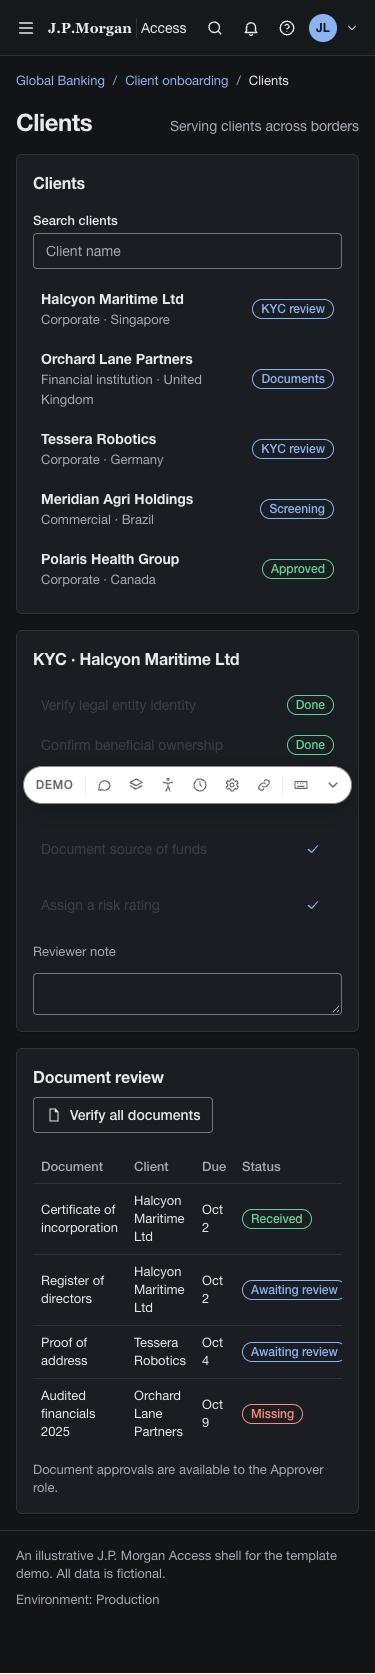 J.P.Morgan Access JL
Global Banking / Client onboarding / Clients
Clients Serving clients across borders
Clients
Search clients
Client name
Halcyon Maritime Ltd
Corporate · Singapore
KYC review
Orchard Lane Partners
Financial institution · United
Kingdom
Documents
Tessera Robotics
Corporate · Germany
KYC review
Meridian Agri Holdings
Commercial · Brazil
Screening
Polaris Health Group
Corporate · Canada
Approved
KYC · Halcyon Maritime Ltd
Verify legal entity identity Done
Confirm beneficial ownership Done
DEMO
Document source of funds
Assign a risk rating
Reviewer note
Document review
Verify all documents
Document Client Due Status
Certificate of
incorporation
Halcyon
Maritime
Ltd
Oct
2
Received
Register of
directors
Halcyon
Maritime
Ltd
Oct
2
Awaiting review
Proof of
address
Tessera
Robotics
Oct
4
Awaiting review
Audited
financials
2025
Orchard
Lane
Partners
Oct
9
Missing
Document approvals are available to the Approver
role.
An illustrative J.P. Morgan Access shell for the template
demo. All data is fictional.
Environment: Production